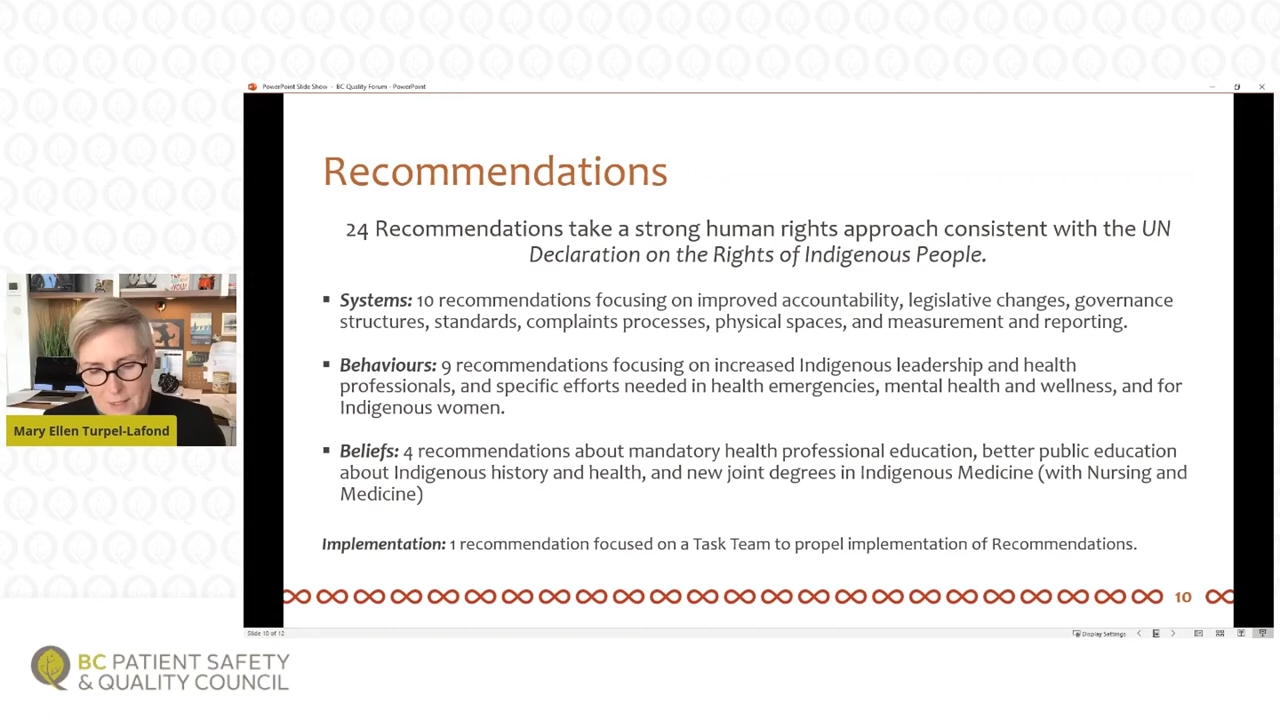 PowerPoint Slide Show - BC Quality Forum - PowerPoint
Recommendations
24 Recommendations take a strong human rights approach consistent with the UN
Declaration on the Rights of Indigenous People.
▪ Systems: 10 recommendations focusing on improved accountability, legislative changes, governance
structures, standards, complaints processes, physical spaces, and measurement and reporting.
▪ Behaviours: 9 recommendations focusing on increased Indigenous leadership and health
professionals, and specific efforts needed in health emergencies, mental health and wellness, and for
Indigenous women.
▪ Beliefs: 4 recommendations about mandatory health professional education, better public education
about Indigenous history and health, and new joint degrees in Indigenous Medicine (with Nursing and
Medicine)
Implementation: 1 recommendation focused on a Task Team to propel implementation of Recommendations.
10
Slide 10 of 12
Display Settings
Mary Ellen Turpel-Lafond
BC PATIENT SAFETY
& QUALITY COUNCIL